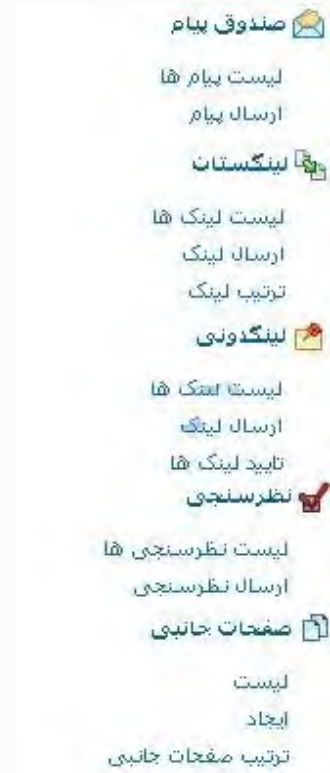 صندوق پیام
لیست پیام ها
ارسال پیام
لینکستات
لیست لینک ها
ارسال لینک
ترتیب لینک
لینکدونی
لیست لینک ها
ارسال لینک
تایید لینک ها
نظرسنجی
لیست نظرسنجی ها
ارسال نظرسنجی
صفحات جانبی
لیست
ایجاد
ترتیب صفحات جانبی